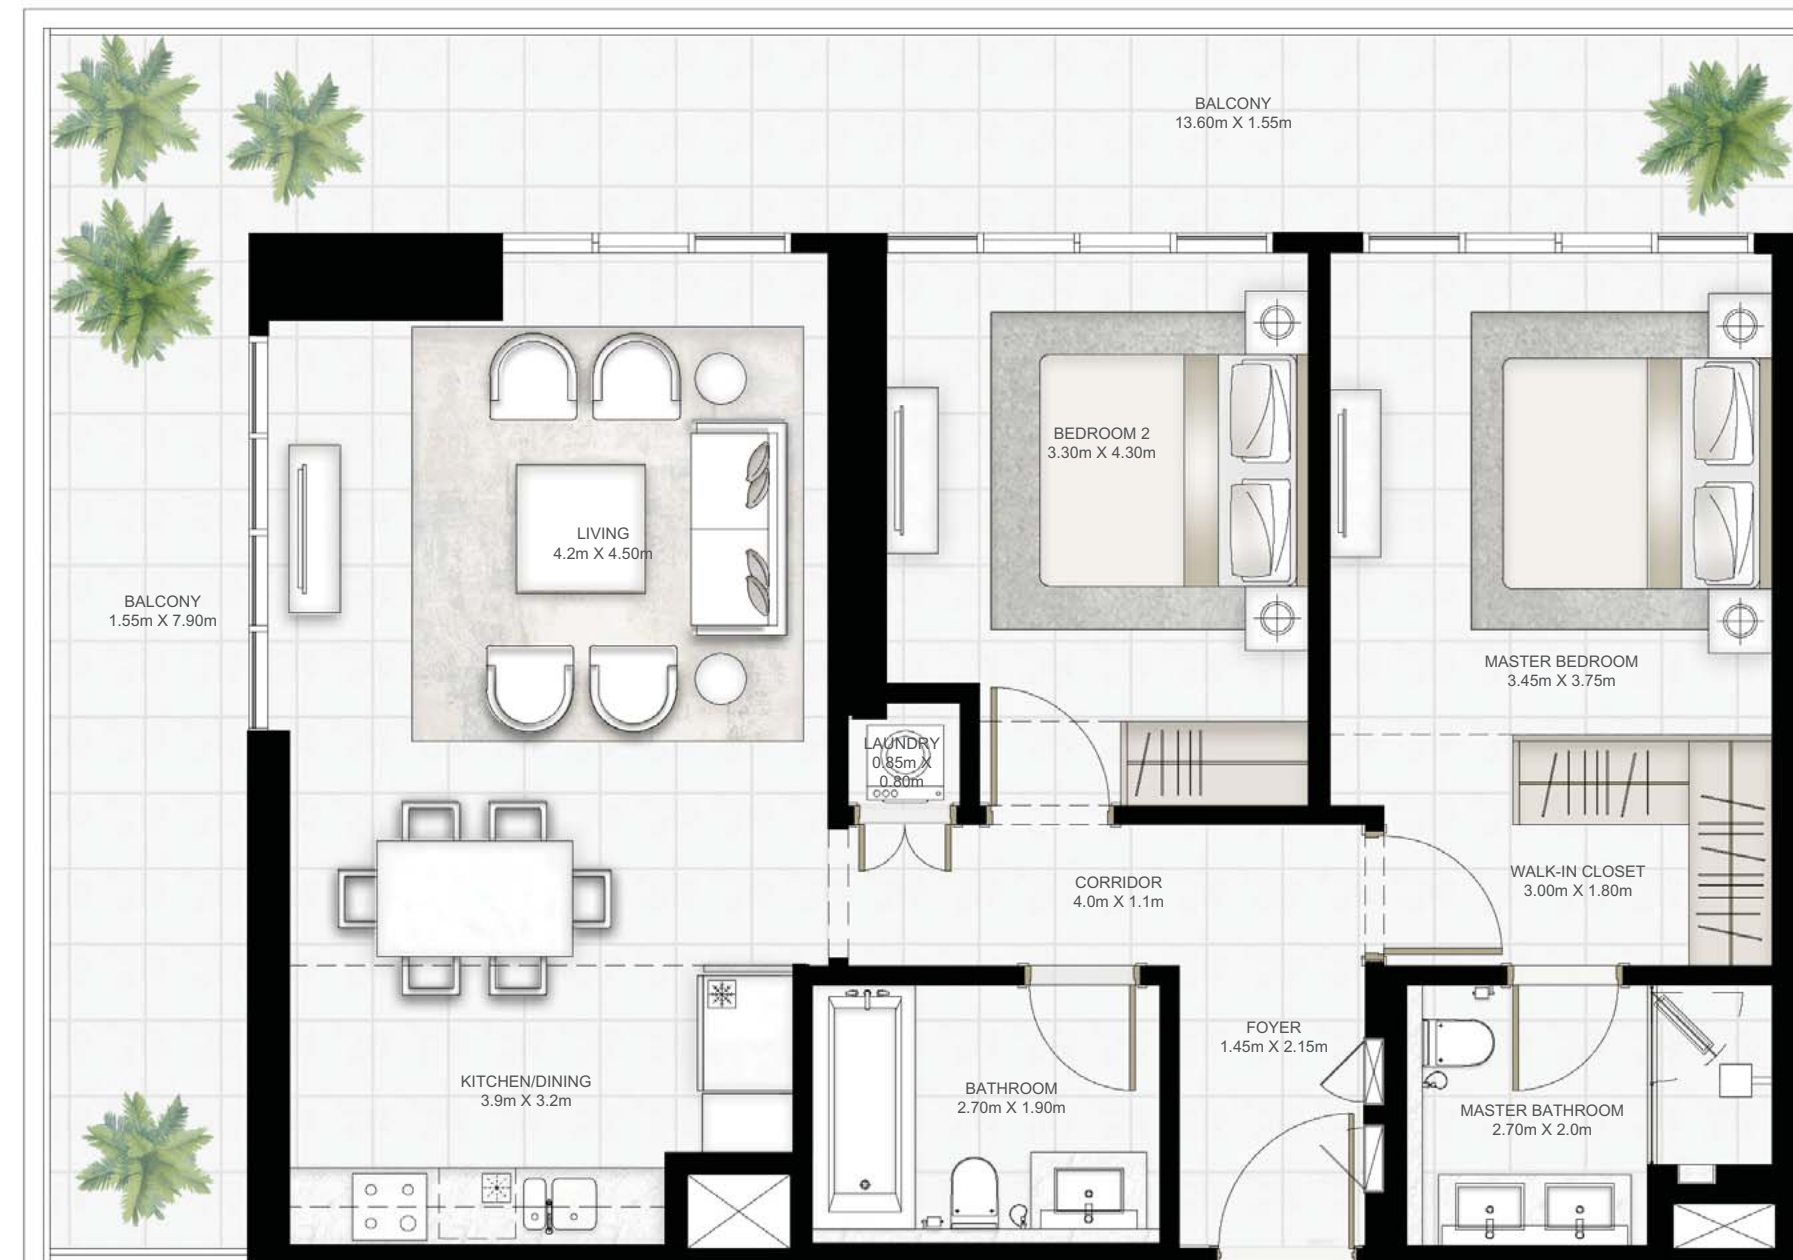 BALCONY
13.60m X 1.55m
BEDROOM 2
3.30m X 4.30m
LIVING
4.2m X 4.50m
BALCONY
1.55m X 7.90m
MASTER BEDROOM
3.45m X 3.75m
LAUNDRY
0.85m X
0.80m
CORRIDOR
4.0m X 1.1m
WALK-IN CLOSET
3.00m X 1.80m
FOYER
1.45m X 2.15m
KITCHEN/DINING
3.9m X 3.2m
BATHROOM
2.70m X 1.90m
MASTER BATHROOM
2.70m X 2.0m